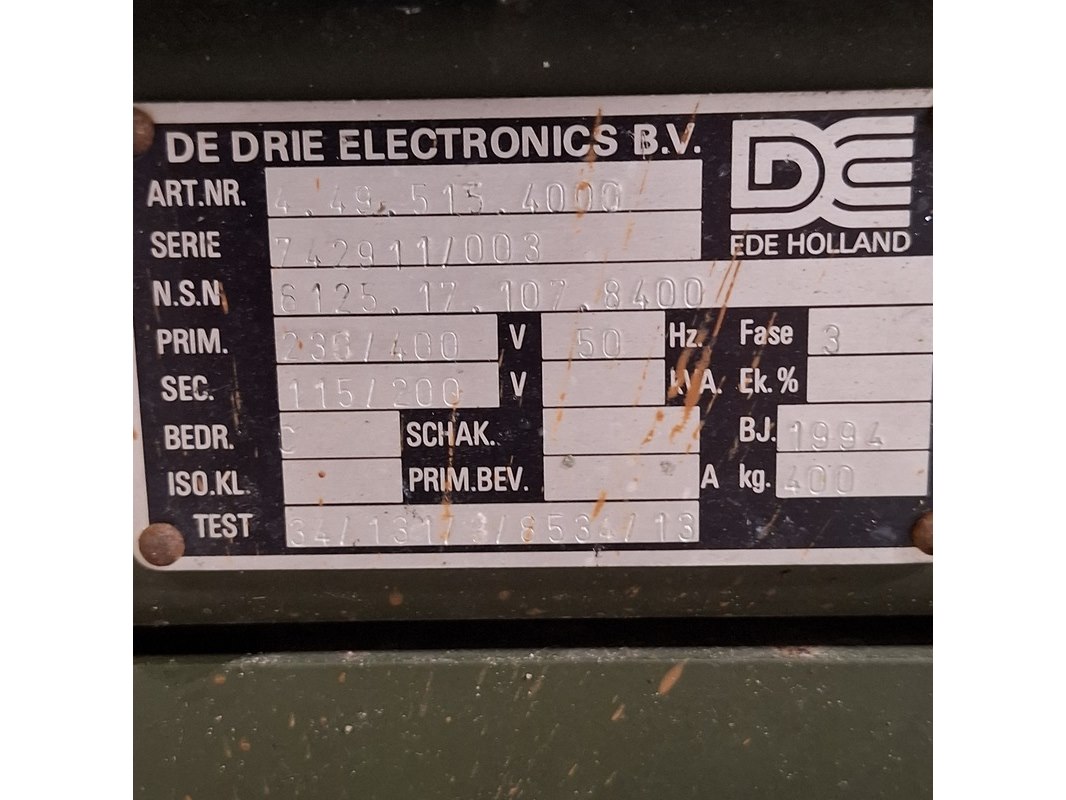 DE DRIE ELECTRONICS B.V.
DE
EDE HOLLAND
ART.NR. 4.49.515.4000
SERIE 742911/003
N.S.N. 6125.17.107.8400
PRIM. 230/400 V 50 Hz. Fase 3
SEC. 115/200 V kVA. Ek.%
BEDR. C SCHAK. BJ. 1994
ISO.KL. PRIM.BEV. A kg. 400
TEST 34/131/3/8534/13